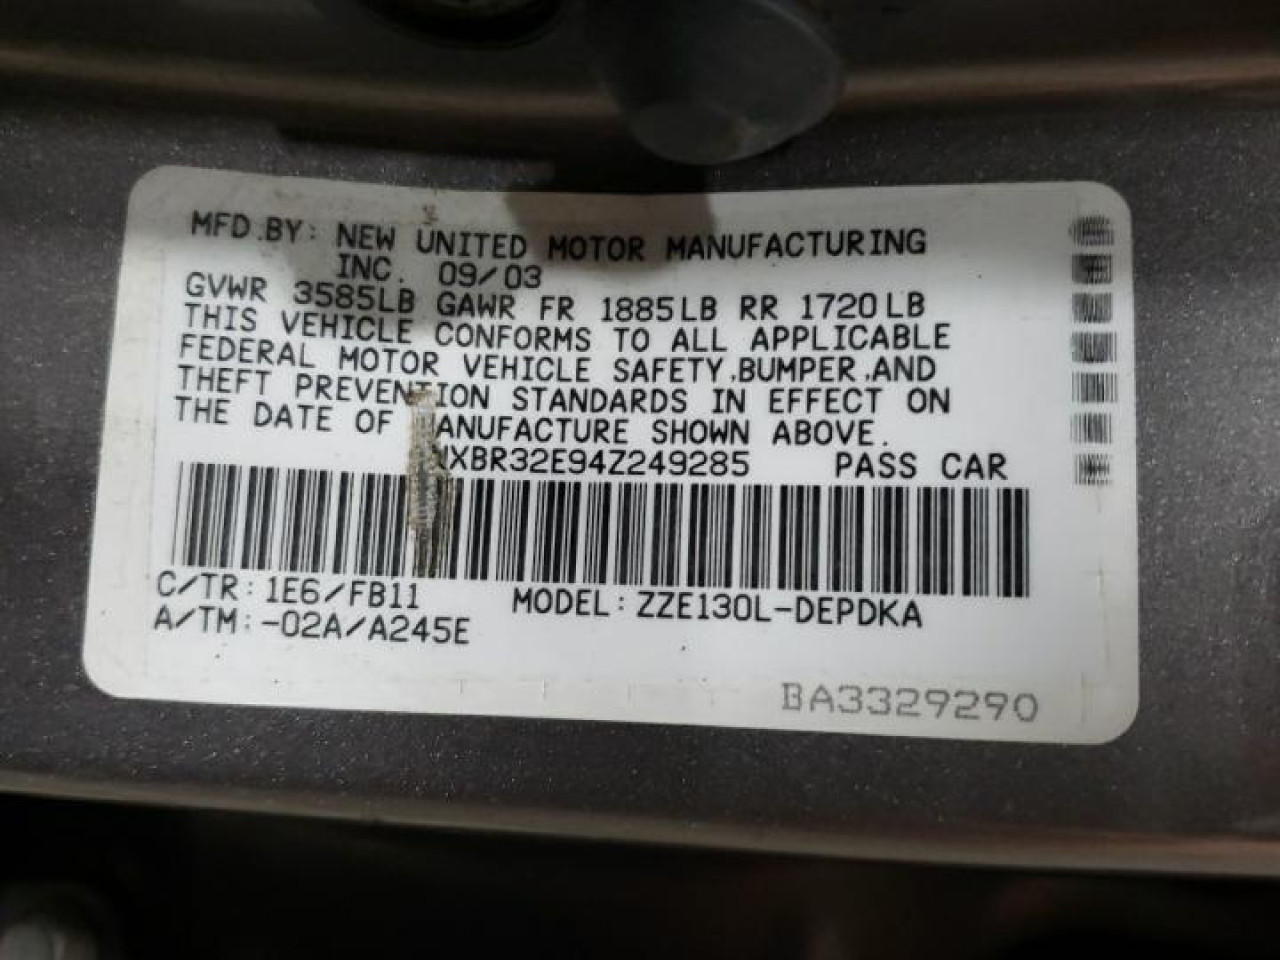 MFD.BY: NEW UNITED MOTOR MANUFACTURING
INC. 09/03
GVWR 3585LB GAWR FR 1885LB RR 1720LB
THIS VEHICLE CONFORMS TO ALL APPLICABLE
FEDERAL MOTOR VEHICLE SAFETY,BUMPER,AND
THEFT PREVENTION STANDARDS IN EFFECT ON
THE DATE OF MANUFACTURE SHOWN ABOVE.
NXBR32E94Z249285 PASS CAR
C/TR: 1E6/FB11 MODEL: ZZE130L-DEPDKA
A/TM: -02A/A245E
BA3329290